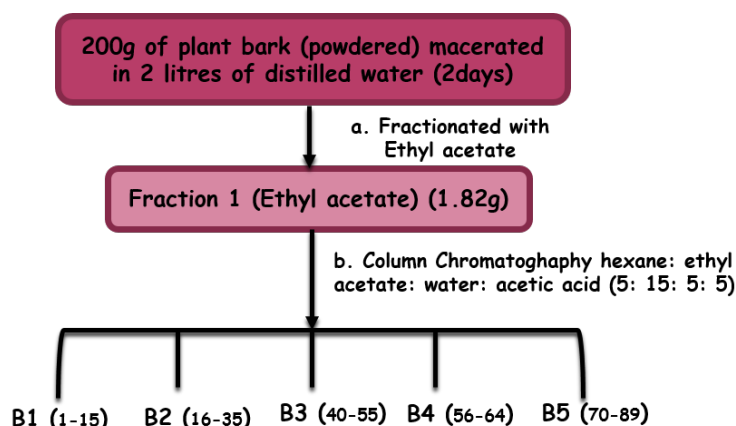 200g of plant bark (powdered) macerated
in 2 litres of distilled water (2days)
a. Fractionated with
Ethyl acetate
Fraction 1 (Ethyl acetate) (1.82g)
b. Column Chromatoghaphy hexane: ethyl
acetate: water: acetic acid (5: 15: 5: 5)
B1 (1-15) B2 (16-35) B3 (40-55) B4 (56-64) B5 (70-89)